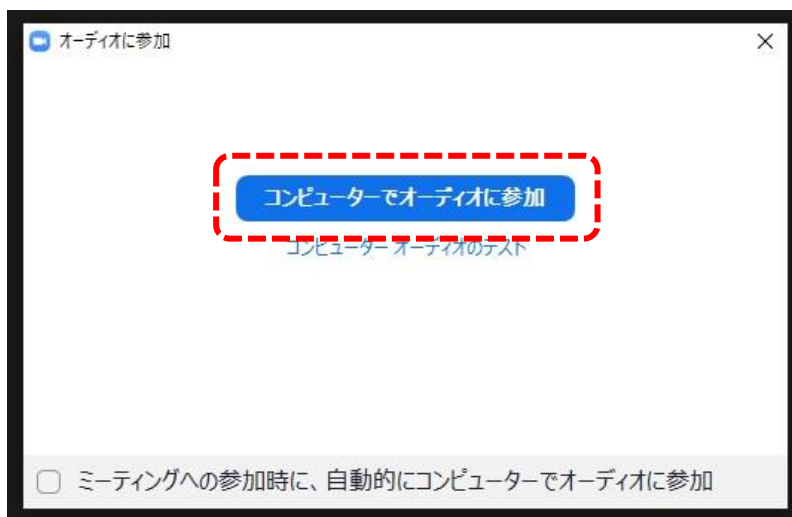 オーディオに参加
コンピューターでオーディオに参加
コンピューター オーディオのテスト
ミーティングへの参加時に、自動的にコンピューターでオーディオに参加